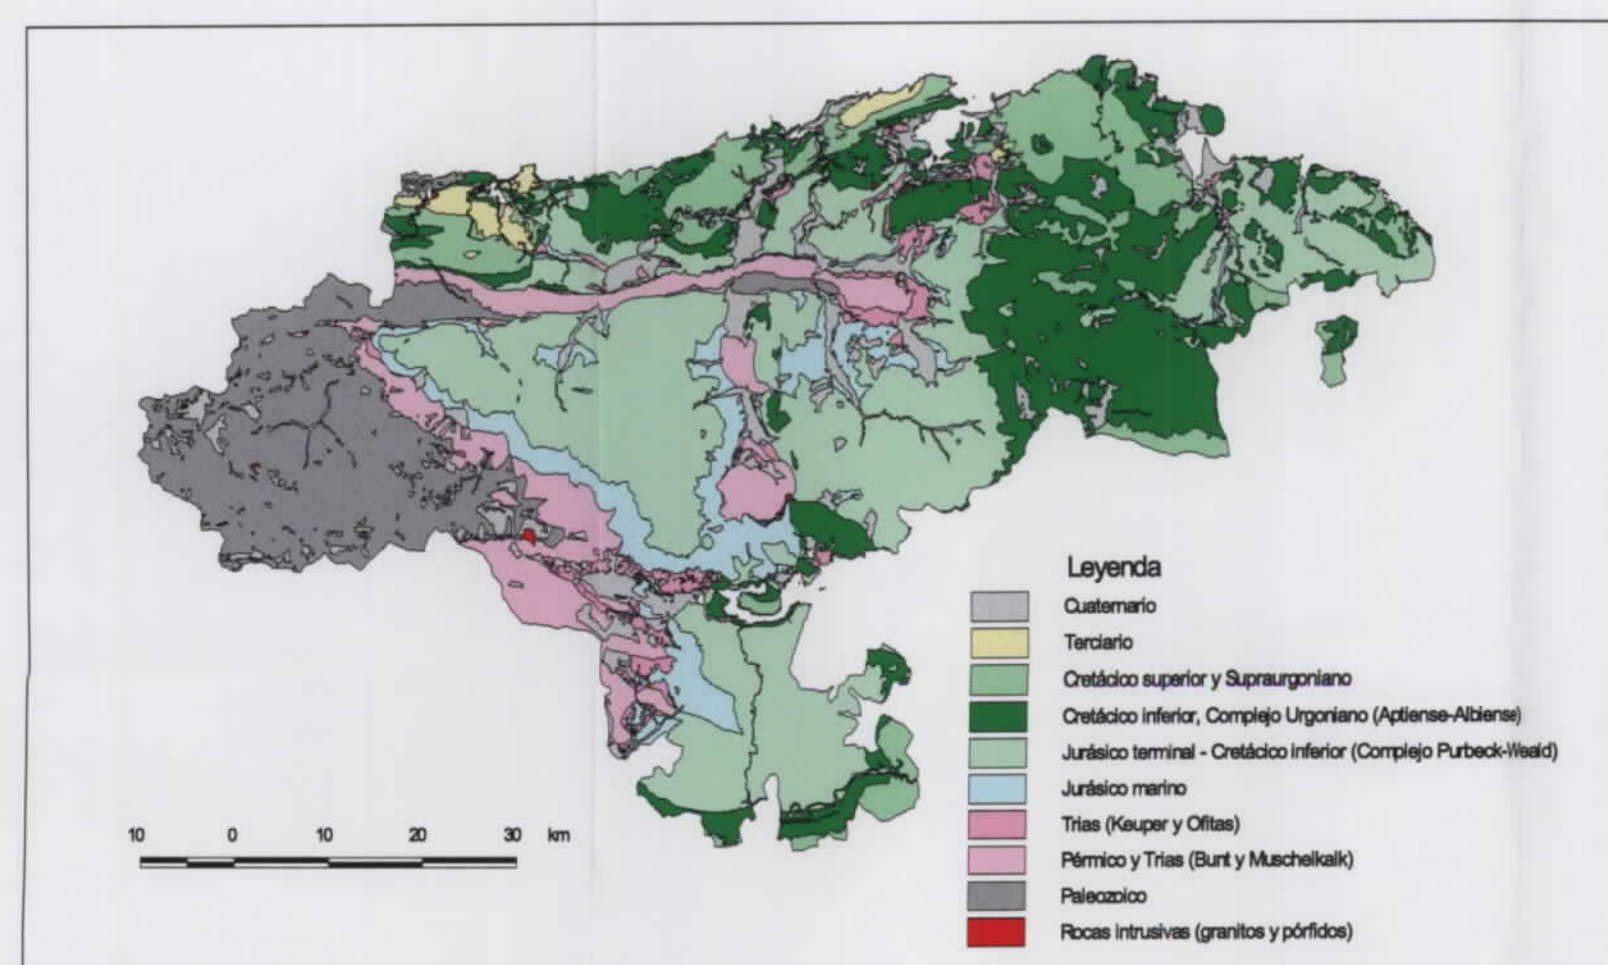 Leyenda
Cuaternario
Terciario
Cretácico superior y Supraurgoniano
Cretácico inferior, Complejo Urgoniano (Aptiense-Albiense)
Jurásico terminal - Cretácico inferior (Complejo Purbeck-Weald)
Jurásico marino
Trias (Keuper y Ofitas)
Pérmico y Trias (Bunt y Muschelkalk)
Paleozoico
Rocas intrusivas (granitos y pórfidos)
10 0 10 20 30 km